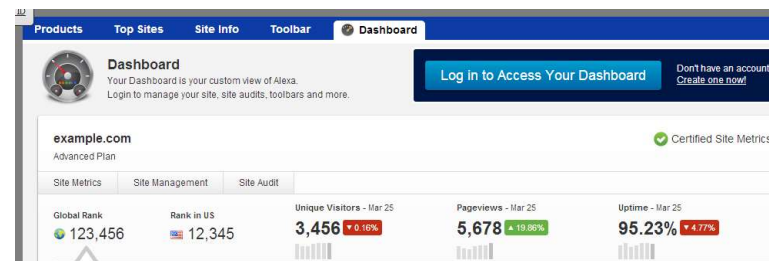 ID
Products Top Sites Site Info Toolbar Dashboard
Dashboard
Your Dashboard is your custom view of Alexa.
Login to manage your site, site audits, toolbars and more.
Log in to Access Your Dashboard
Don't have an account
Create one now!
example.com
Advanced Plan
Certified Site Metrics
Site Metrics Site Management Site Audit
Global Rank
123,456
Rank in US
12,345
Unique Visitors - Mar 25
3,456 ▼ 0.16%
Pageviews - Mar 25
5,678 ▲ 19.86%
Uptime - Mar 25
95.23% ▼ 4.77%